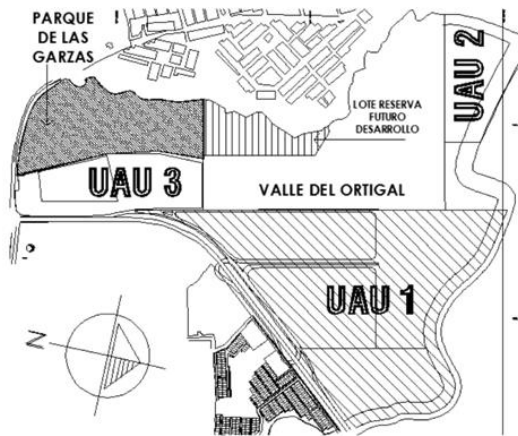 PARQUE
DE LAS
GARZAS
UAU 2
LOTE RESERVA
FUTURO
DESARROLLO
UAU 3
VALLE DEL ORTIGAL
UAU 1
N